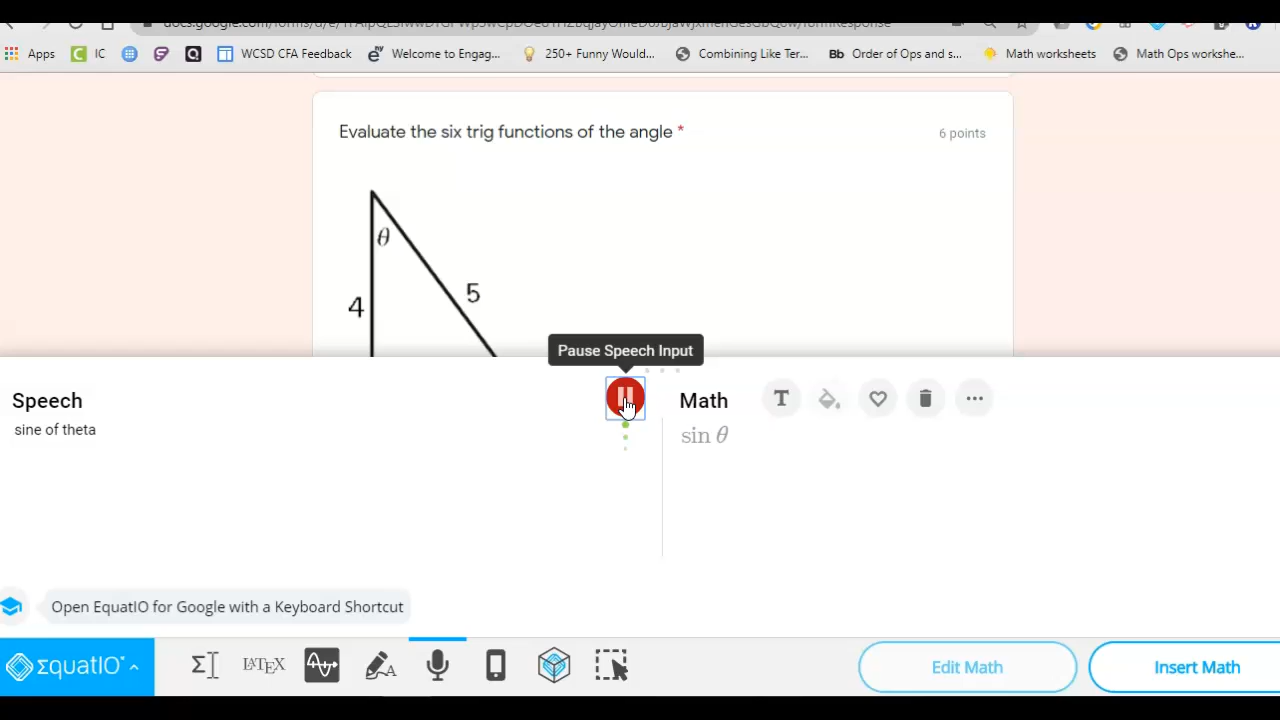 Apps IC WCSD CFA Feedback Welcome to Engag... 250+ Funny Would... Combining Like Ter... Bb Order of Ops and s... Math worksheets Math Ops workshe...
Evaluate the six trig functions of the angle * 6 points
θ
5
4
Pause Speech Input
Speech Math T ...
sine of theta sin θ
Open EquatIO for Google with a Keyboard Shortcut
ΣquatIO™ Σ LATEX A Edit Math Insert Math